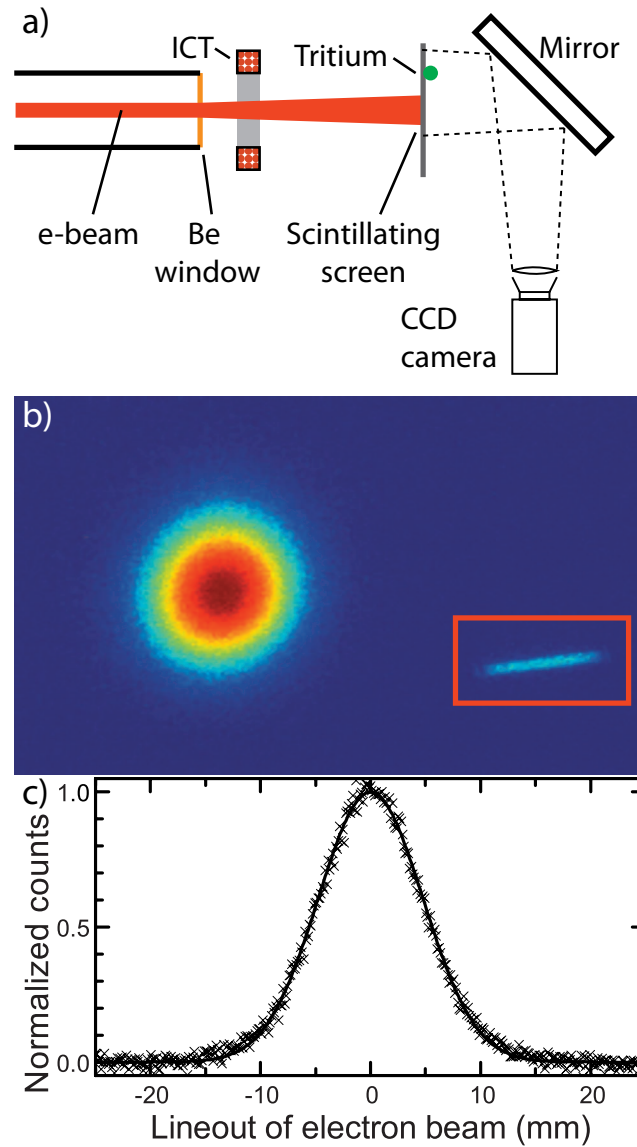 a)
ICT
Tritium
Mirror
e-beam
Be
window
Scintillating
screen
CCD
camera
b)
c)
1.0
0.5
0.0
Normalized counts
-20 -10 0 10 20
Lineout of electron beam (mm)